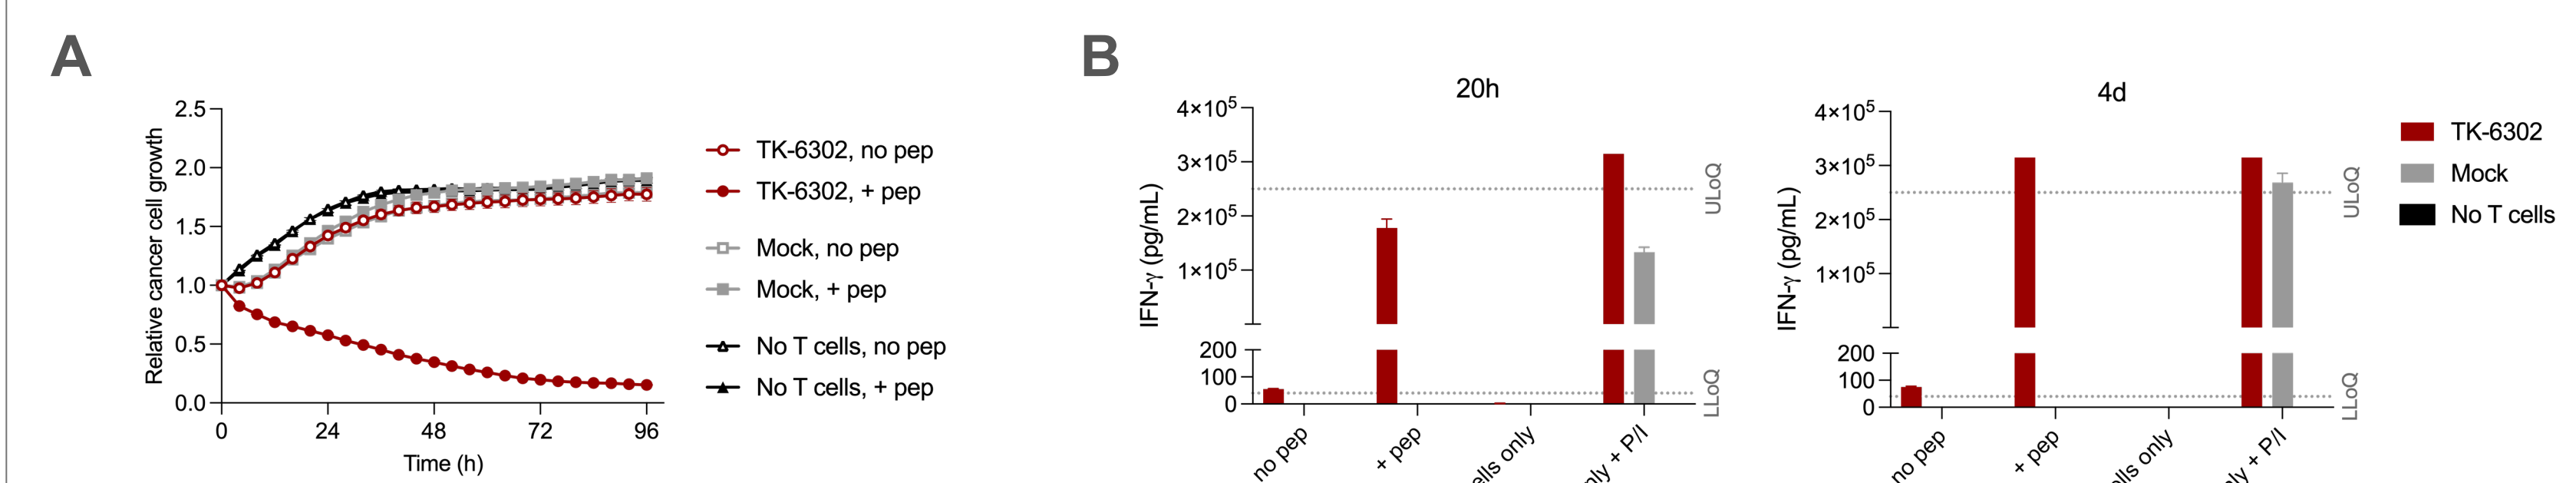 A
Relative cancer cell growth
2.5
2.0
1.5
1.0
0.5
0.0
0
24
48
72
96
Time (h)
TK-6302, no pep
TK-6302, + pep
Mock, no pep
Mock, + pep
No T cells, no pep
No T cells, + pep
B
20h
IFN-γ (pg/mL)
4×10⁵
3×10⁵
2×10⁵
1×10⁵
200
100
0
ULoQ
LLoQ
no pep
+ pep
only
+ P/I
4d
IFN-γ (pg/mL)
4×10⁵
3×10⁵
2×10⁵
1×10⁵
200
100
0
ULoQ
LLoQ
no pep
+ pep
only
+ P/I
TK-6302
Mock
No T cells